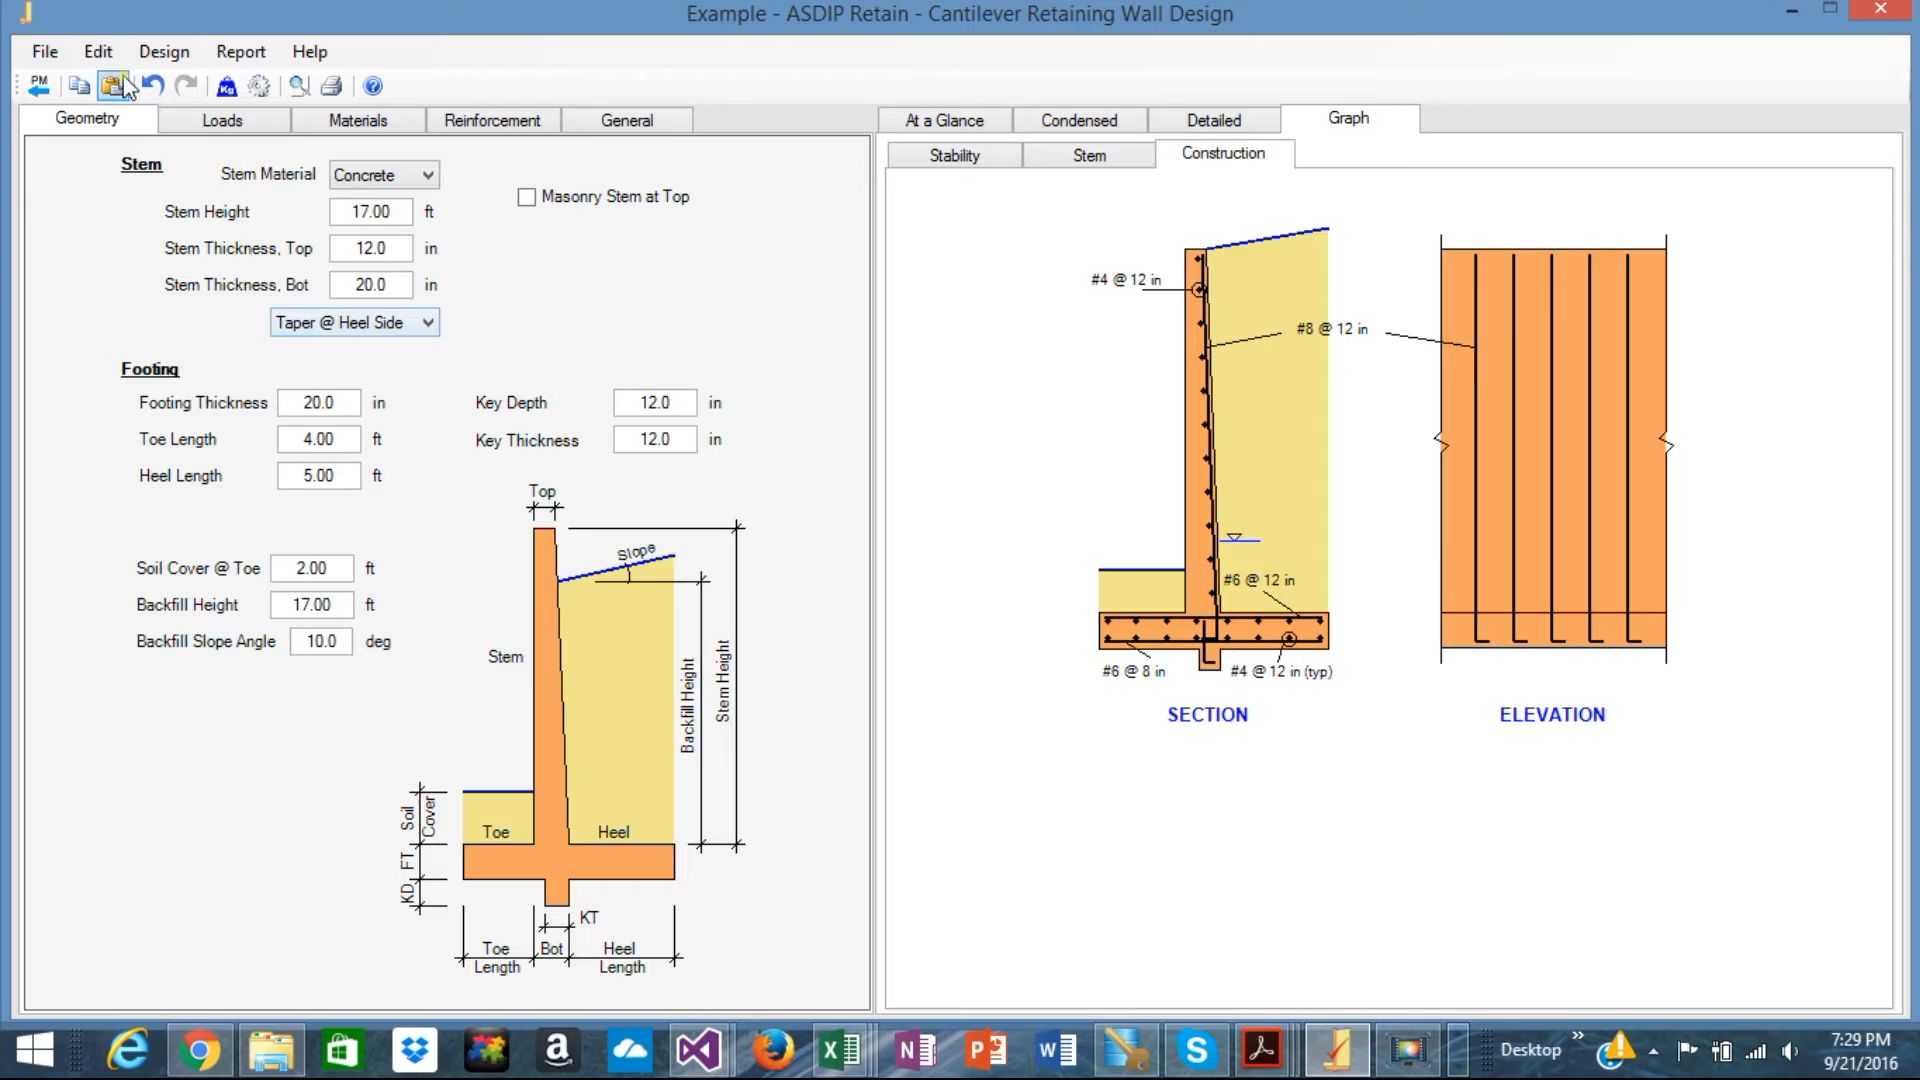 Example - ASDIP Retain - Cantilever Retaining Wall Design
File Edit Design Report Help
PM Kg ?
Geometry Loads Materials Reinforcement General
At a Glance Condensed Detailed Graph
Stability Stem Construction
Stem
Stem Material Concrete
Masonry Stem at Top
Stem Height 17.00 ft
Stem Thickness, Top 12.0 in
Stem Thickness, Bot 20.0 in
Taper @ Heel Side
Footing
Footing Thickness 20.0 in Key Depth 12.0 in
Toe Length 4.00 ft Key Thickness 12.0 in
Heel Length 5.00 ft
Soil Cover @ Toe 2.00 ft
Backfill Height 17.00 ft
Backfill Slope Angle 10.0 deg
Top
Slope
Stem
Backfill Height
Stem Height
Soil
Cover
Toe Heel
FT
KD
KT
Toe Bot Heel
Length Length
#4 @ 12 in
#8 @ 12 in
#6 @ 12 in
#6 @ 8 in #4 @ 12 in (typ)
SECTION ELEVATION
Desktop
7:29 PM
9/21/2016